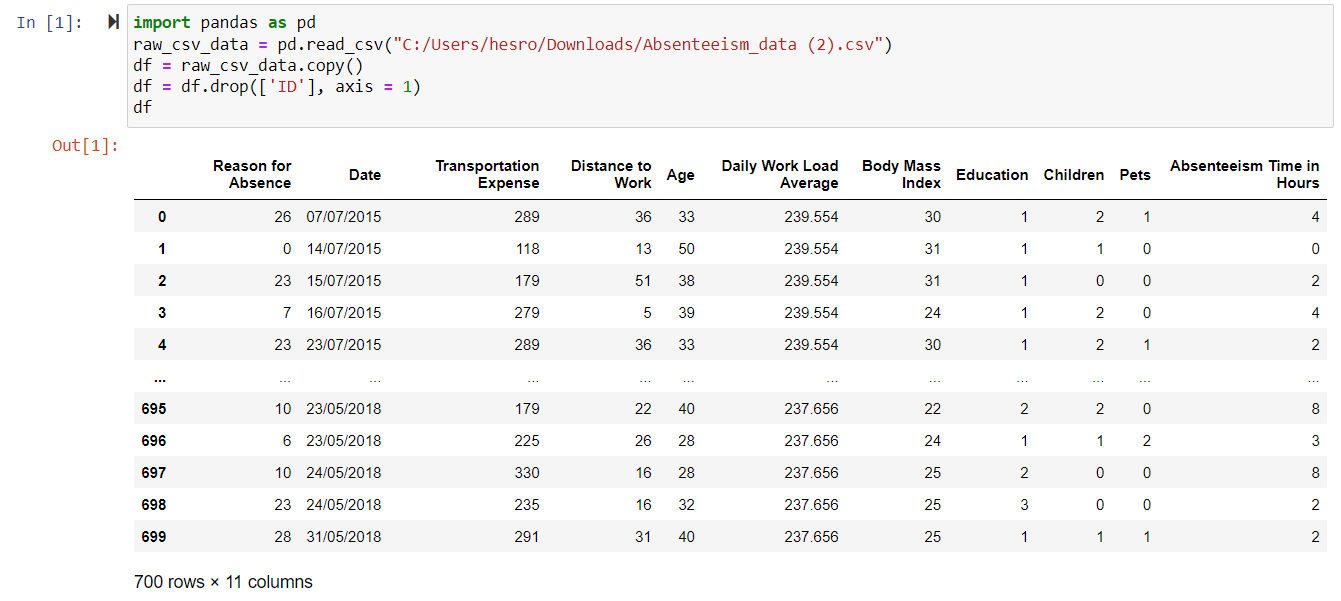 In [1]:
import pandas as pd
raw_csv_data = pd.read_csv("C:/Users/hesro/Downloads/Absenteeism_data (2).csv")
df = raw_csv_data.copy()
df = df.drop(['ID'], axis = 1)
df
Out[1]:
Reason for Absence Date Transportation Expense Distance to Work Age Daily Work Load Average Body Mass Index Education Children Pets Absenteeism Time in Hours
0 26 07/07/2015 289 36 33 239.554 30 1 2 1 4
1 0 14/07/2015 118 13 50 239.554 31 1 1 0 0
2 23 15/07/2015 179 51 38 239.554 31 1 0 0 2
3 7 16/07/2015 279 5 39 239.554 24 1 2 0 4
4 23 23/07/2015 289 36 33 239.554 30 1 2 1 2
... ... ... ... ... ... ... ... ... ... ... ...
695 10 23/05/2018 179 22 40 237.656 22 2 2 0 8
696 6 23/05/2018 225 26 28 237.656 24 1 1 2 3
697 10 24/05/2018 330 16 28 237.656 25 2 0 0 8
698 23 24/05/2018 235 16 32 237.656 25 3 0 0 2
699 28 31/05/2018 291 31 40 237.656 25 1 1 1 2
700 rows × 11 columns